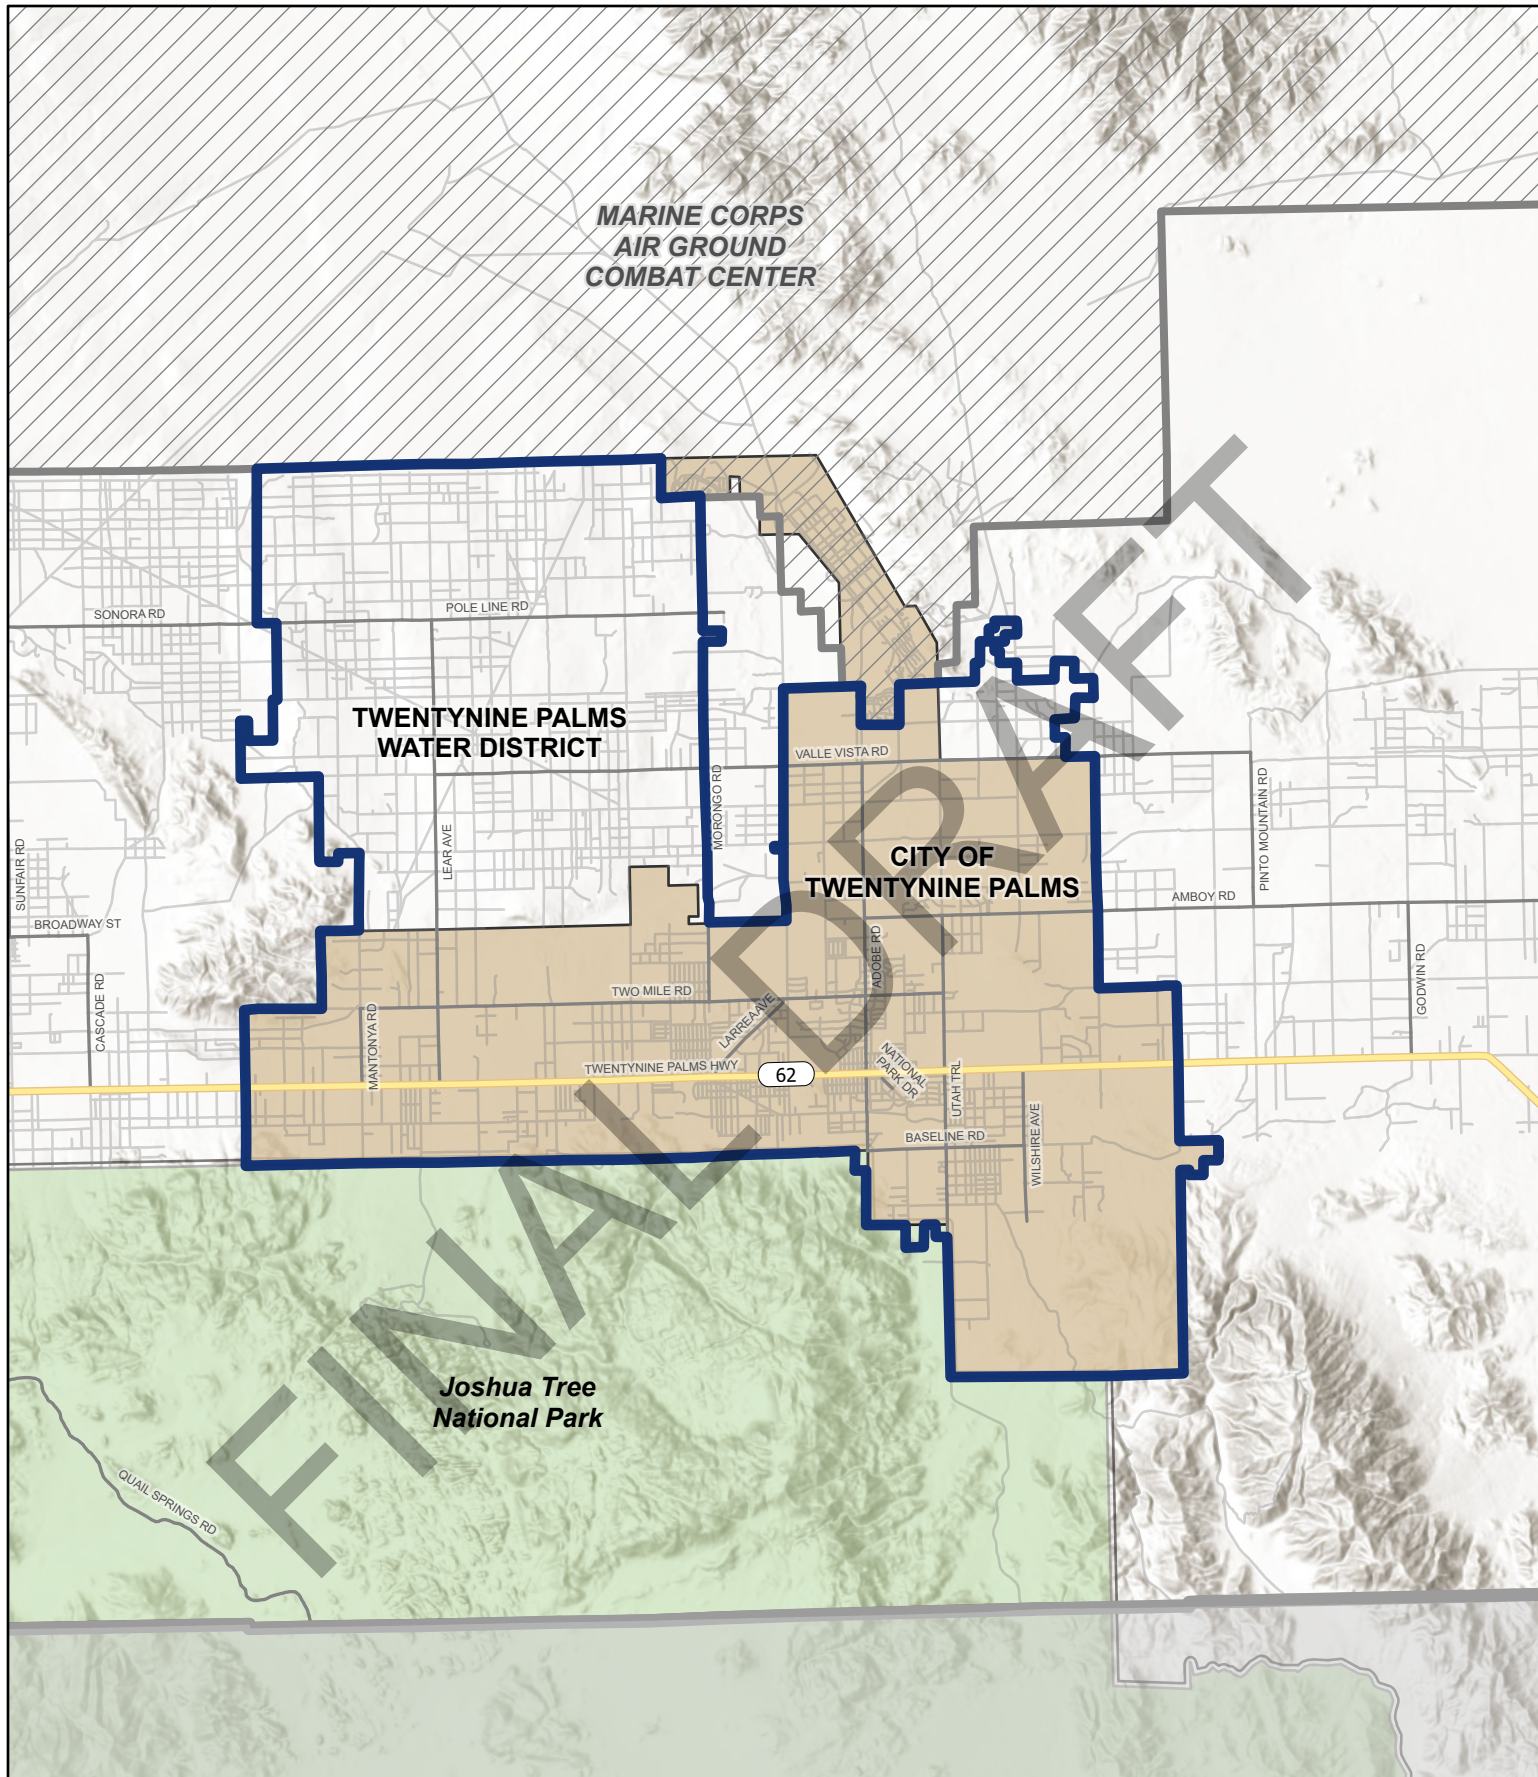 MARINE CORPS
AIR GROUND
COMBAT CENTER
SONORA RD
POLE LINE RD
TWENTYNINE PALMS
WATER DISTRICT
VALLE VISTA RD
MORONGO RD
PINTO MOUNTAIN RD
LEAR AVE
SUNFAIR RD
CITY OF
TWENTYNINE PALMS
AMBOY RD
BROADWAY ST
ADOBE RD
GODWIN RD
CASCADE RD
TWO MILE RD
LARREA AVE
MANTONYA RD
TWENTYNINE PALMS HWY
62
NATIONAL
PARK DR
UTAH TRL
BASELINE RD
WILSHIRE AVE
Joshua Tree
National Park
QUAIL SPRINGS RD
FINAL DRAFT